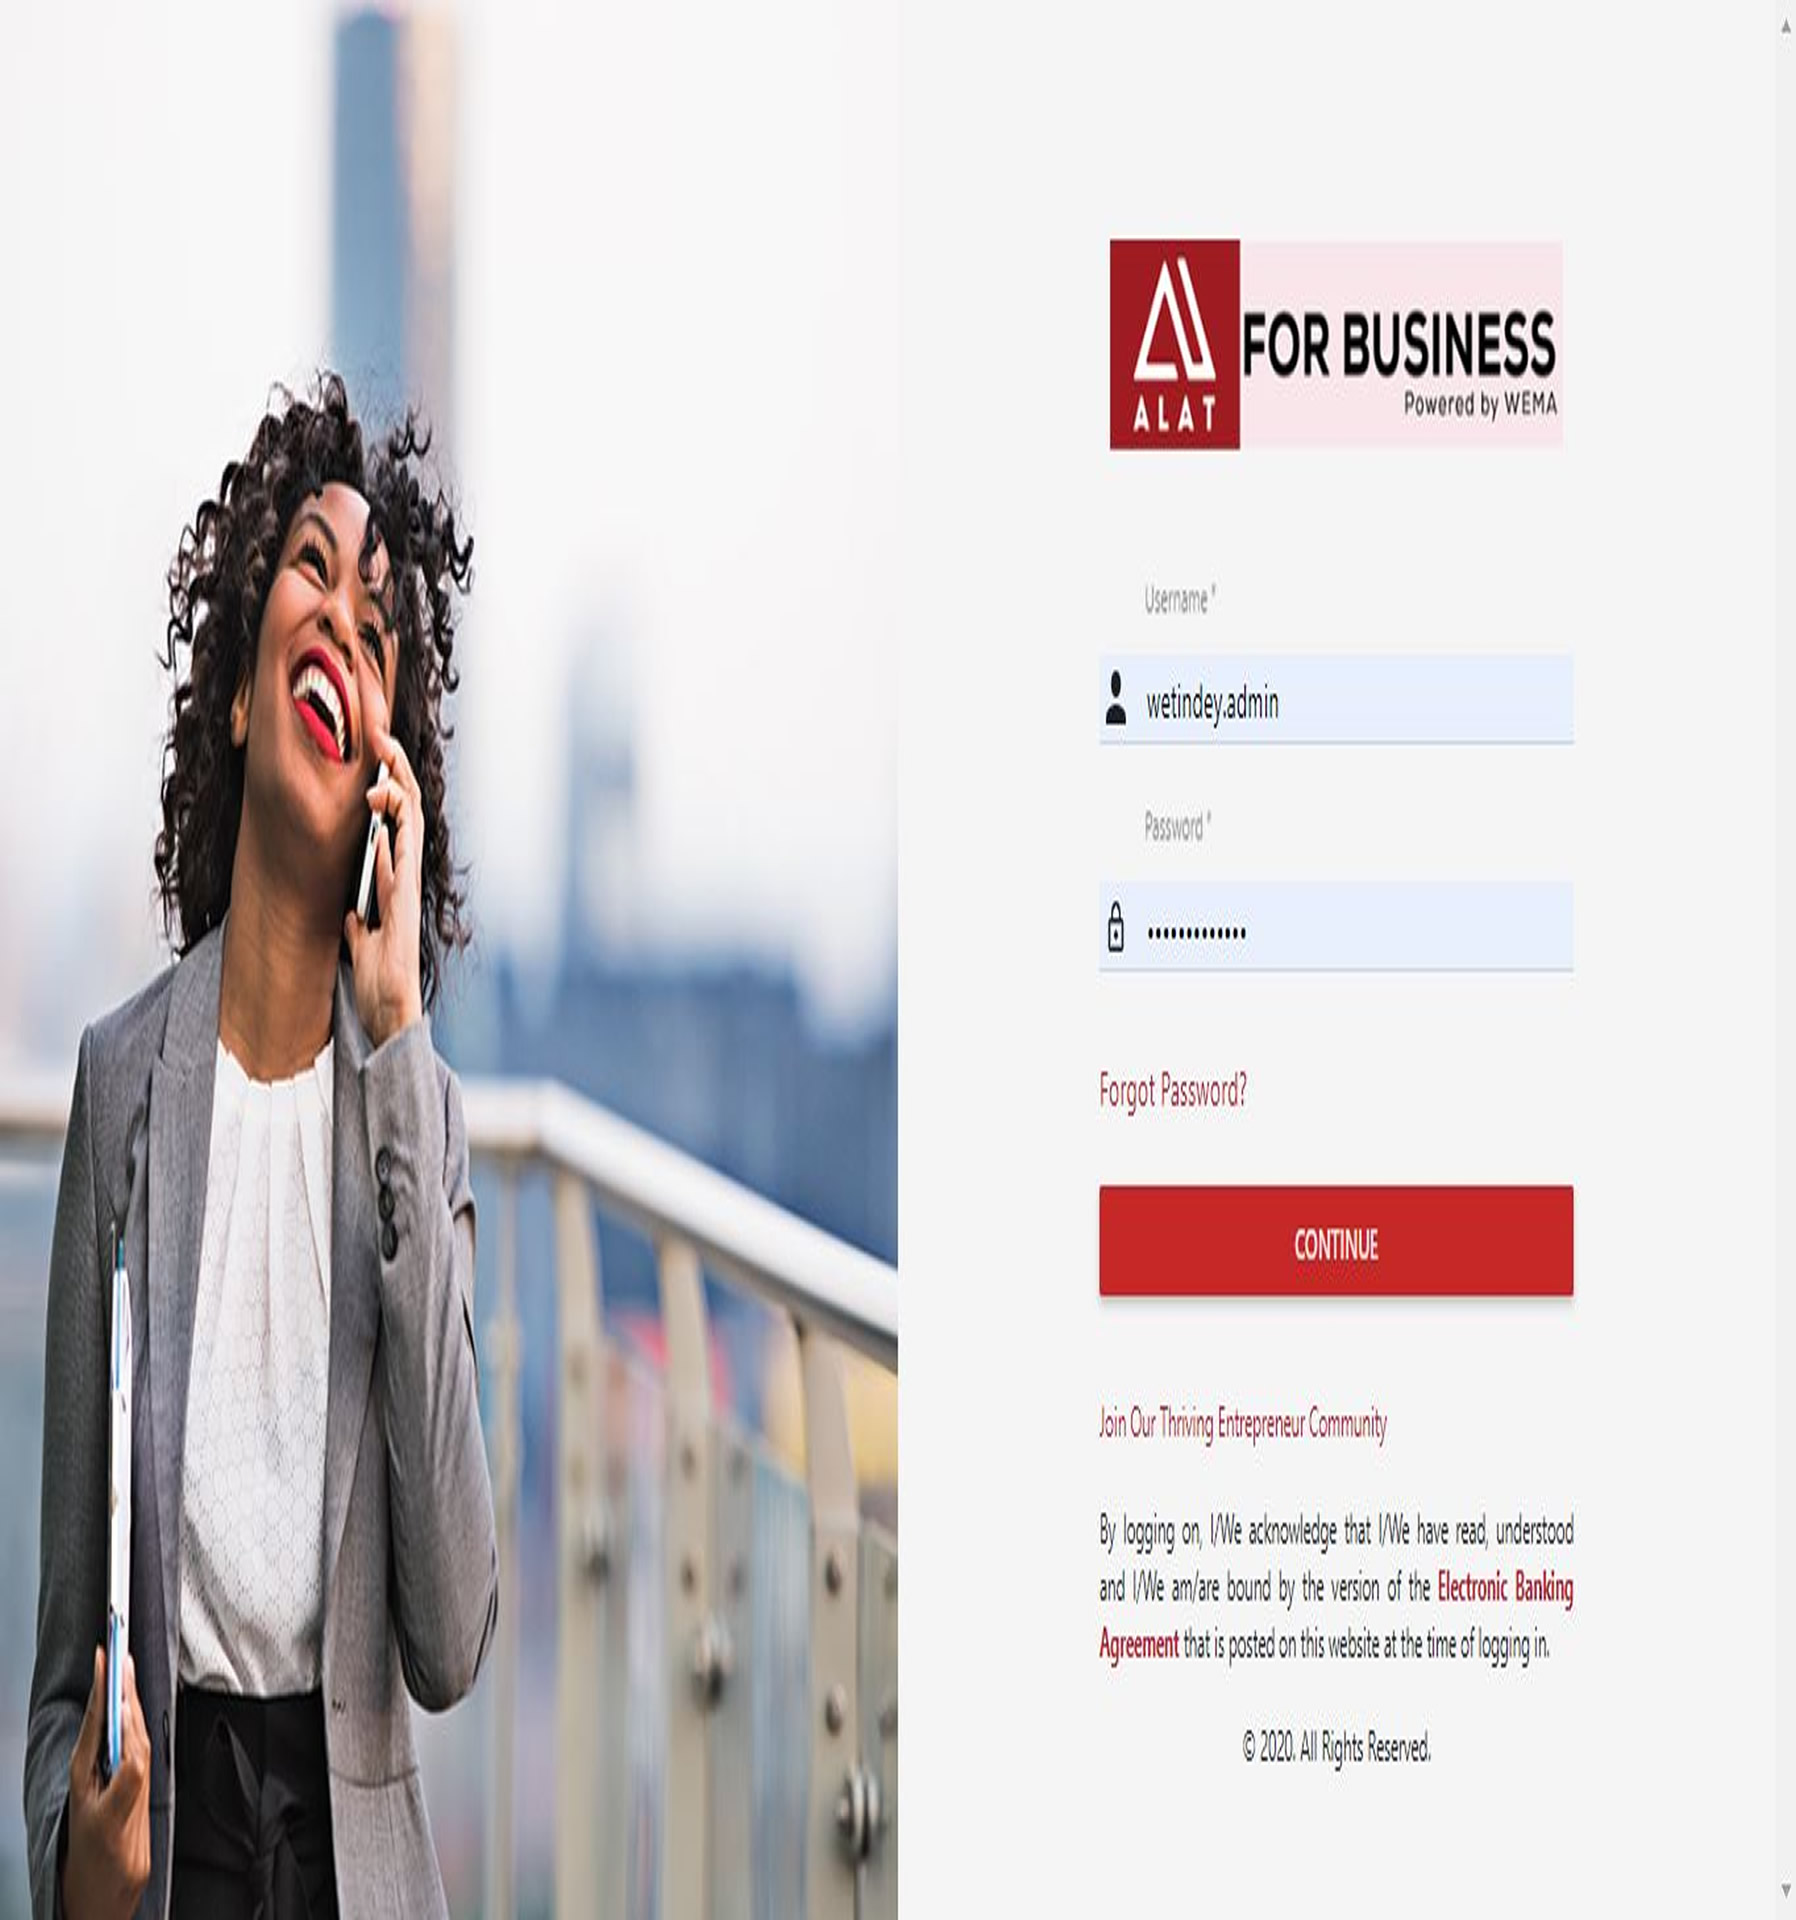 ALAT
FOR BUSINESS
Powered by WEMA
Username *
wetindey.admin
Password *
•••••••••••••
Forgot Password?
CONTINUE
Join Our Thriving Entrepreneur Community
By logging on, I/We acknowledge that I/We have read, understood
and I/We am/are bound by the version of the Electronic Banking
Agreement that is posted on this website at the time of logging in.
© 2020. All Rights Reserved.